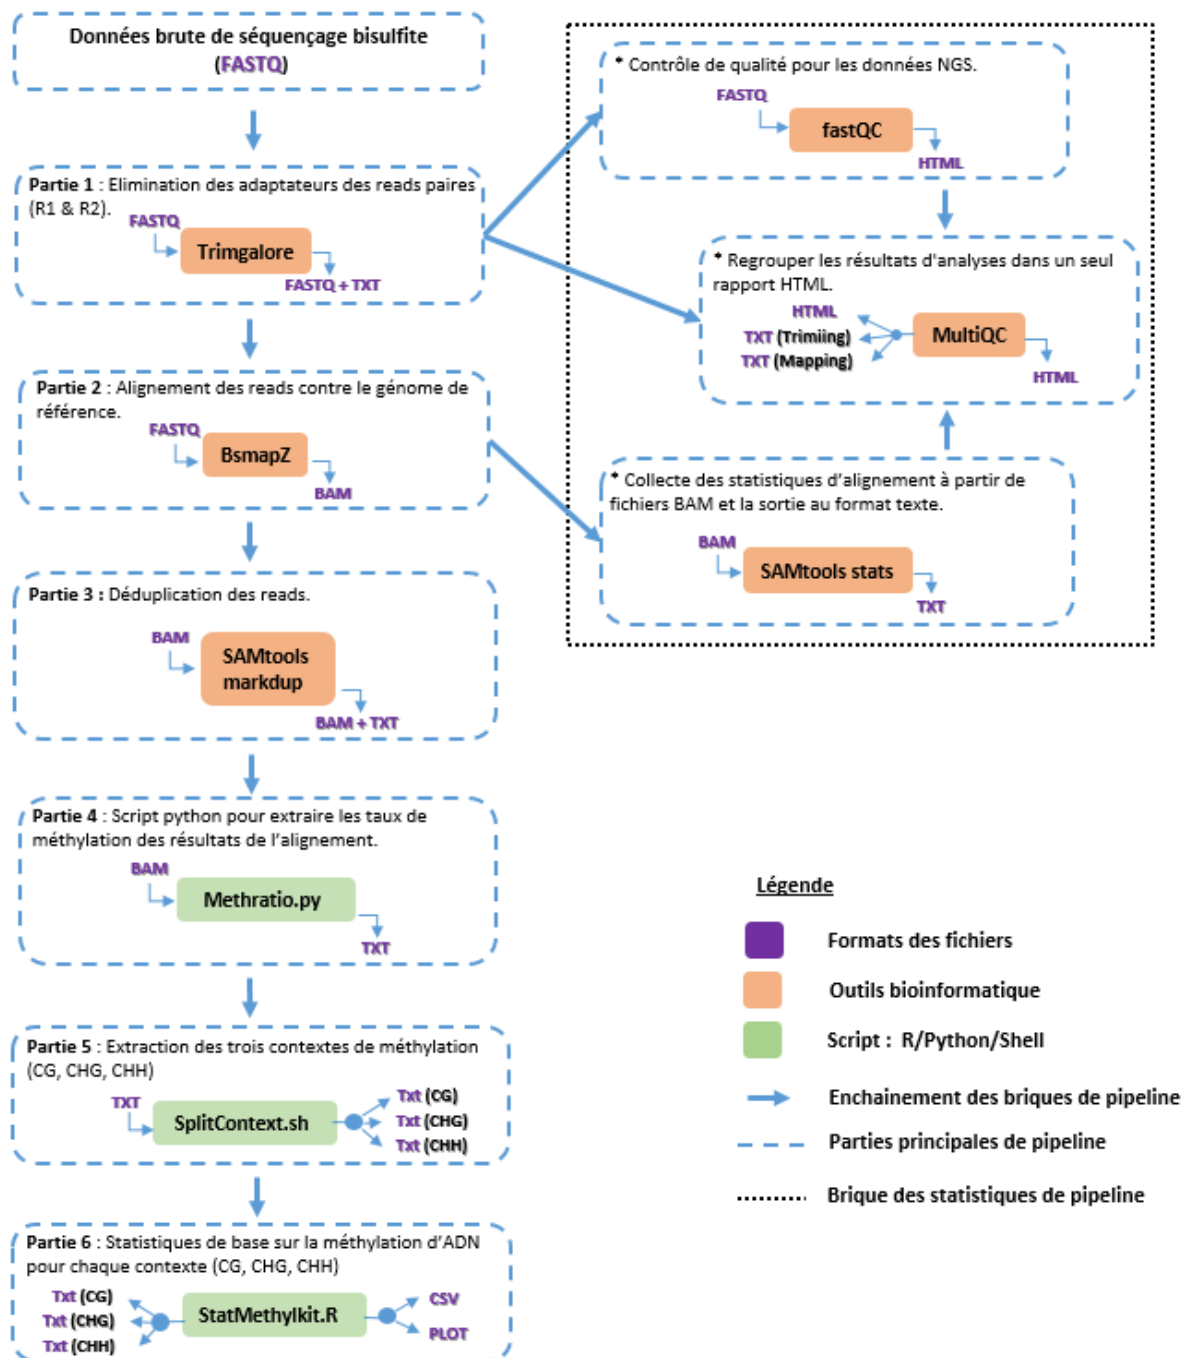 Données brute de séquençage bisulfite
(FASTQ)
Partie 1 : Elimination des adaptateurs des reads paires
(R1 & R2).
FASTQ
Trimgalore
FASTQ + TXT
Partie 2 : Alignement des reads contre le génome de
référence.
FASTQ
BsmapZ
BAM
Partie 3 : Déduplication des reads.
BAM
SAMtools
markdup
BAM + TXT
Partie 4 : Script python pour extraire les taux de
méthylation des résultats de l'alignement.
BAM
Methratio.py
TXT
Partie 5 : Extraction des trois contextes de méthylation
(CG, CHG, CHH)
TXT
SplitContext.sh
Txt (CG)
Txt (CHG)
Txt (CHH)
Partie 6 : Statistiques de base sur la méthylation d'ADN
pour chaque contexte (CG, CHG, CHH)
Txt (CG)
Txt (CHG)
Txt (CHH)
StatMethylkit.R
CSV
PLOT
* Contrôle de qualité pour les données NGS.
FASTQ
fastQC
HTML
* Regrouper les résultats d'analyses dans un seul
rapport HTML.
HTML
TXT (Trimiing)
TXT (Mapping)
MultiQC
HTML
* Collecte des statistiques d'alignement à partir de
fichiers BAM et la sortie au format texte.
BAM
SAMtools stats
TXT
Légende
Formats des fichiers
Outils bioinformatique
Script : R/Python/Shell
Enchainement des briques de pipeline
Parties principales de pipeline
Brique des statistiques de pipeline